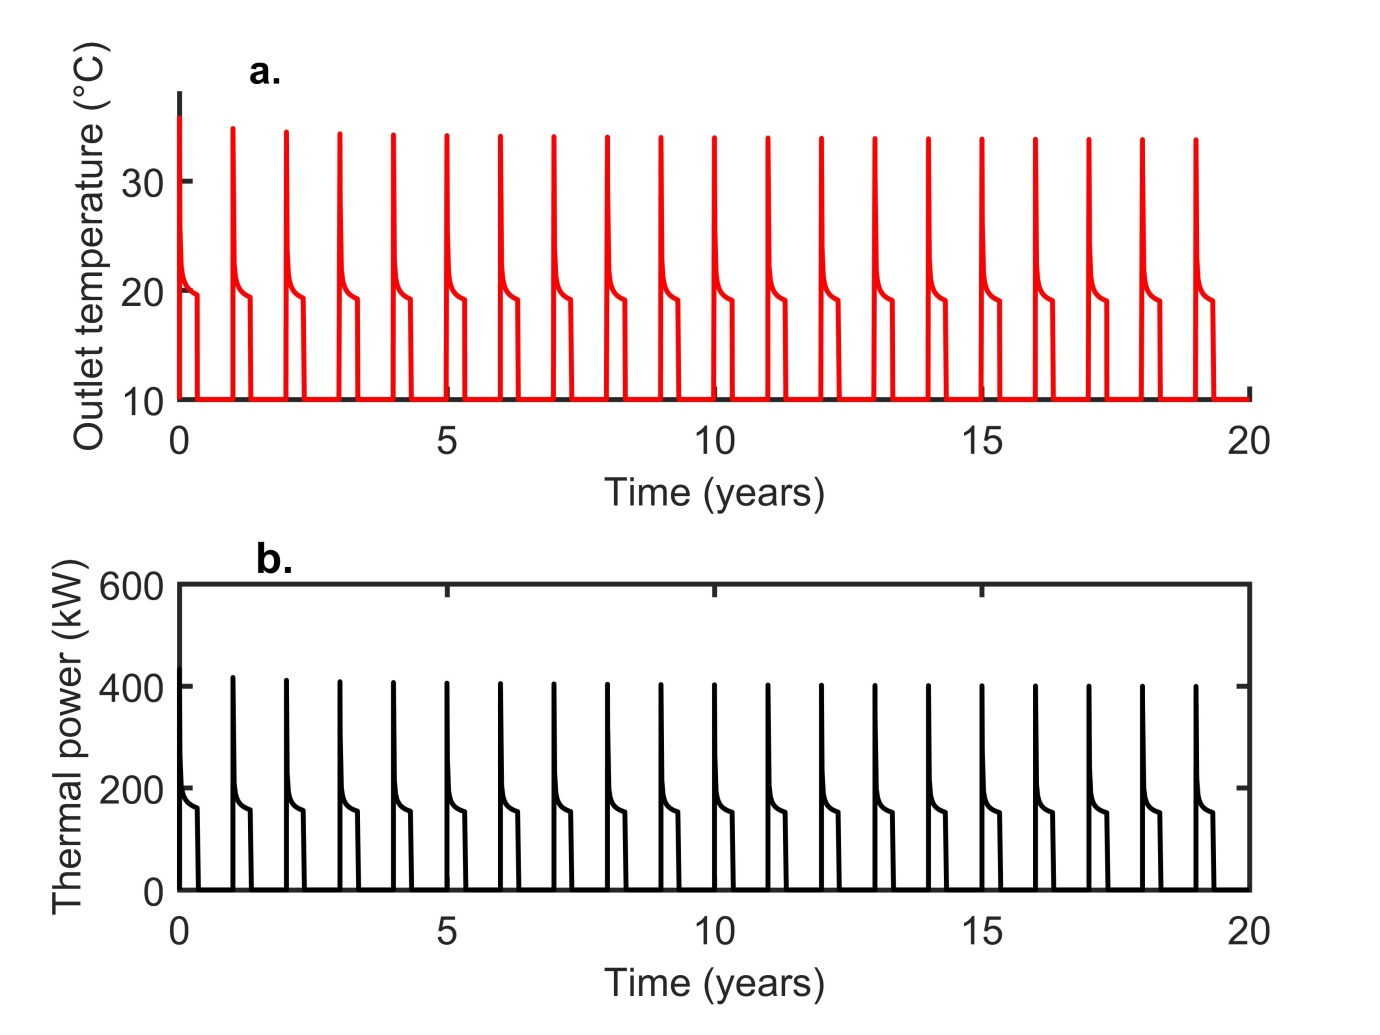 a.
Outlet temperature (°C)
30
20
10
0 5 10 15 20
Time (years)
b.
Thermal power (kW)
600
400
200
0
0 5 10 15 20
Time (years)